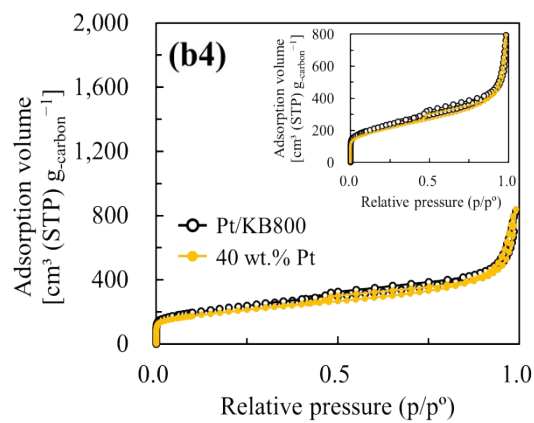 (b4)
Adsorption volume
[cm³ (STP) g-carbon⁻¹]
2,000
1,600
1,200
800
400
0
0.0
0.5
1.0
Relative pressure (p/pº)
Pt/KB800
40 wt.% Pt
Adsorption volume
[cm³ (STP) g-carbon⁻¹]
800
600
400
200
0
0.0
0.5
1.0
Relative pressure (p/pº)